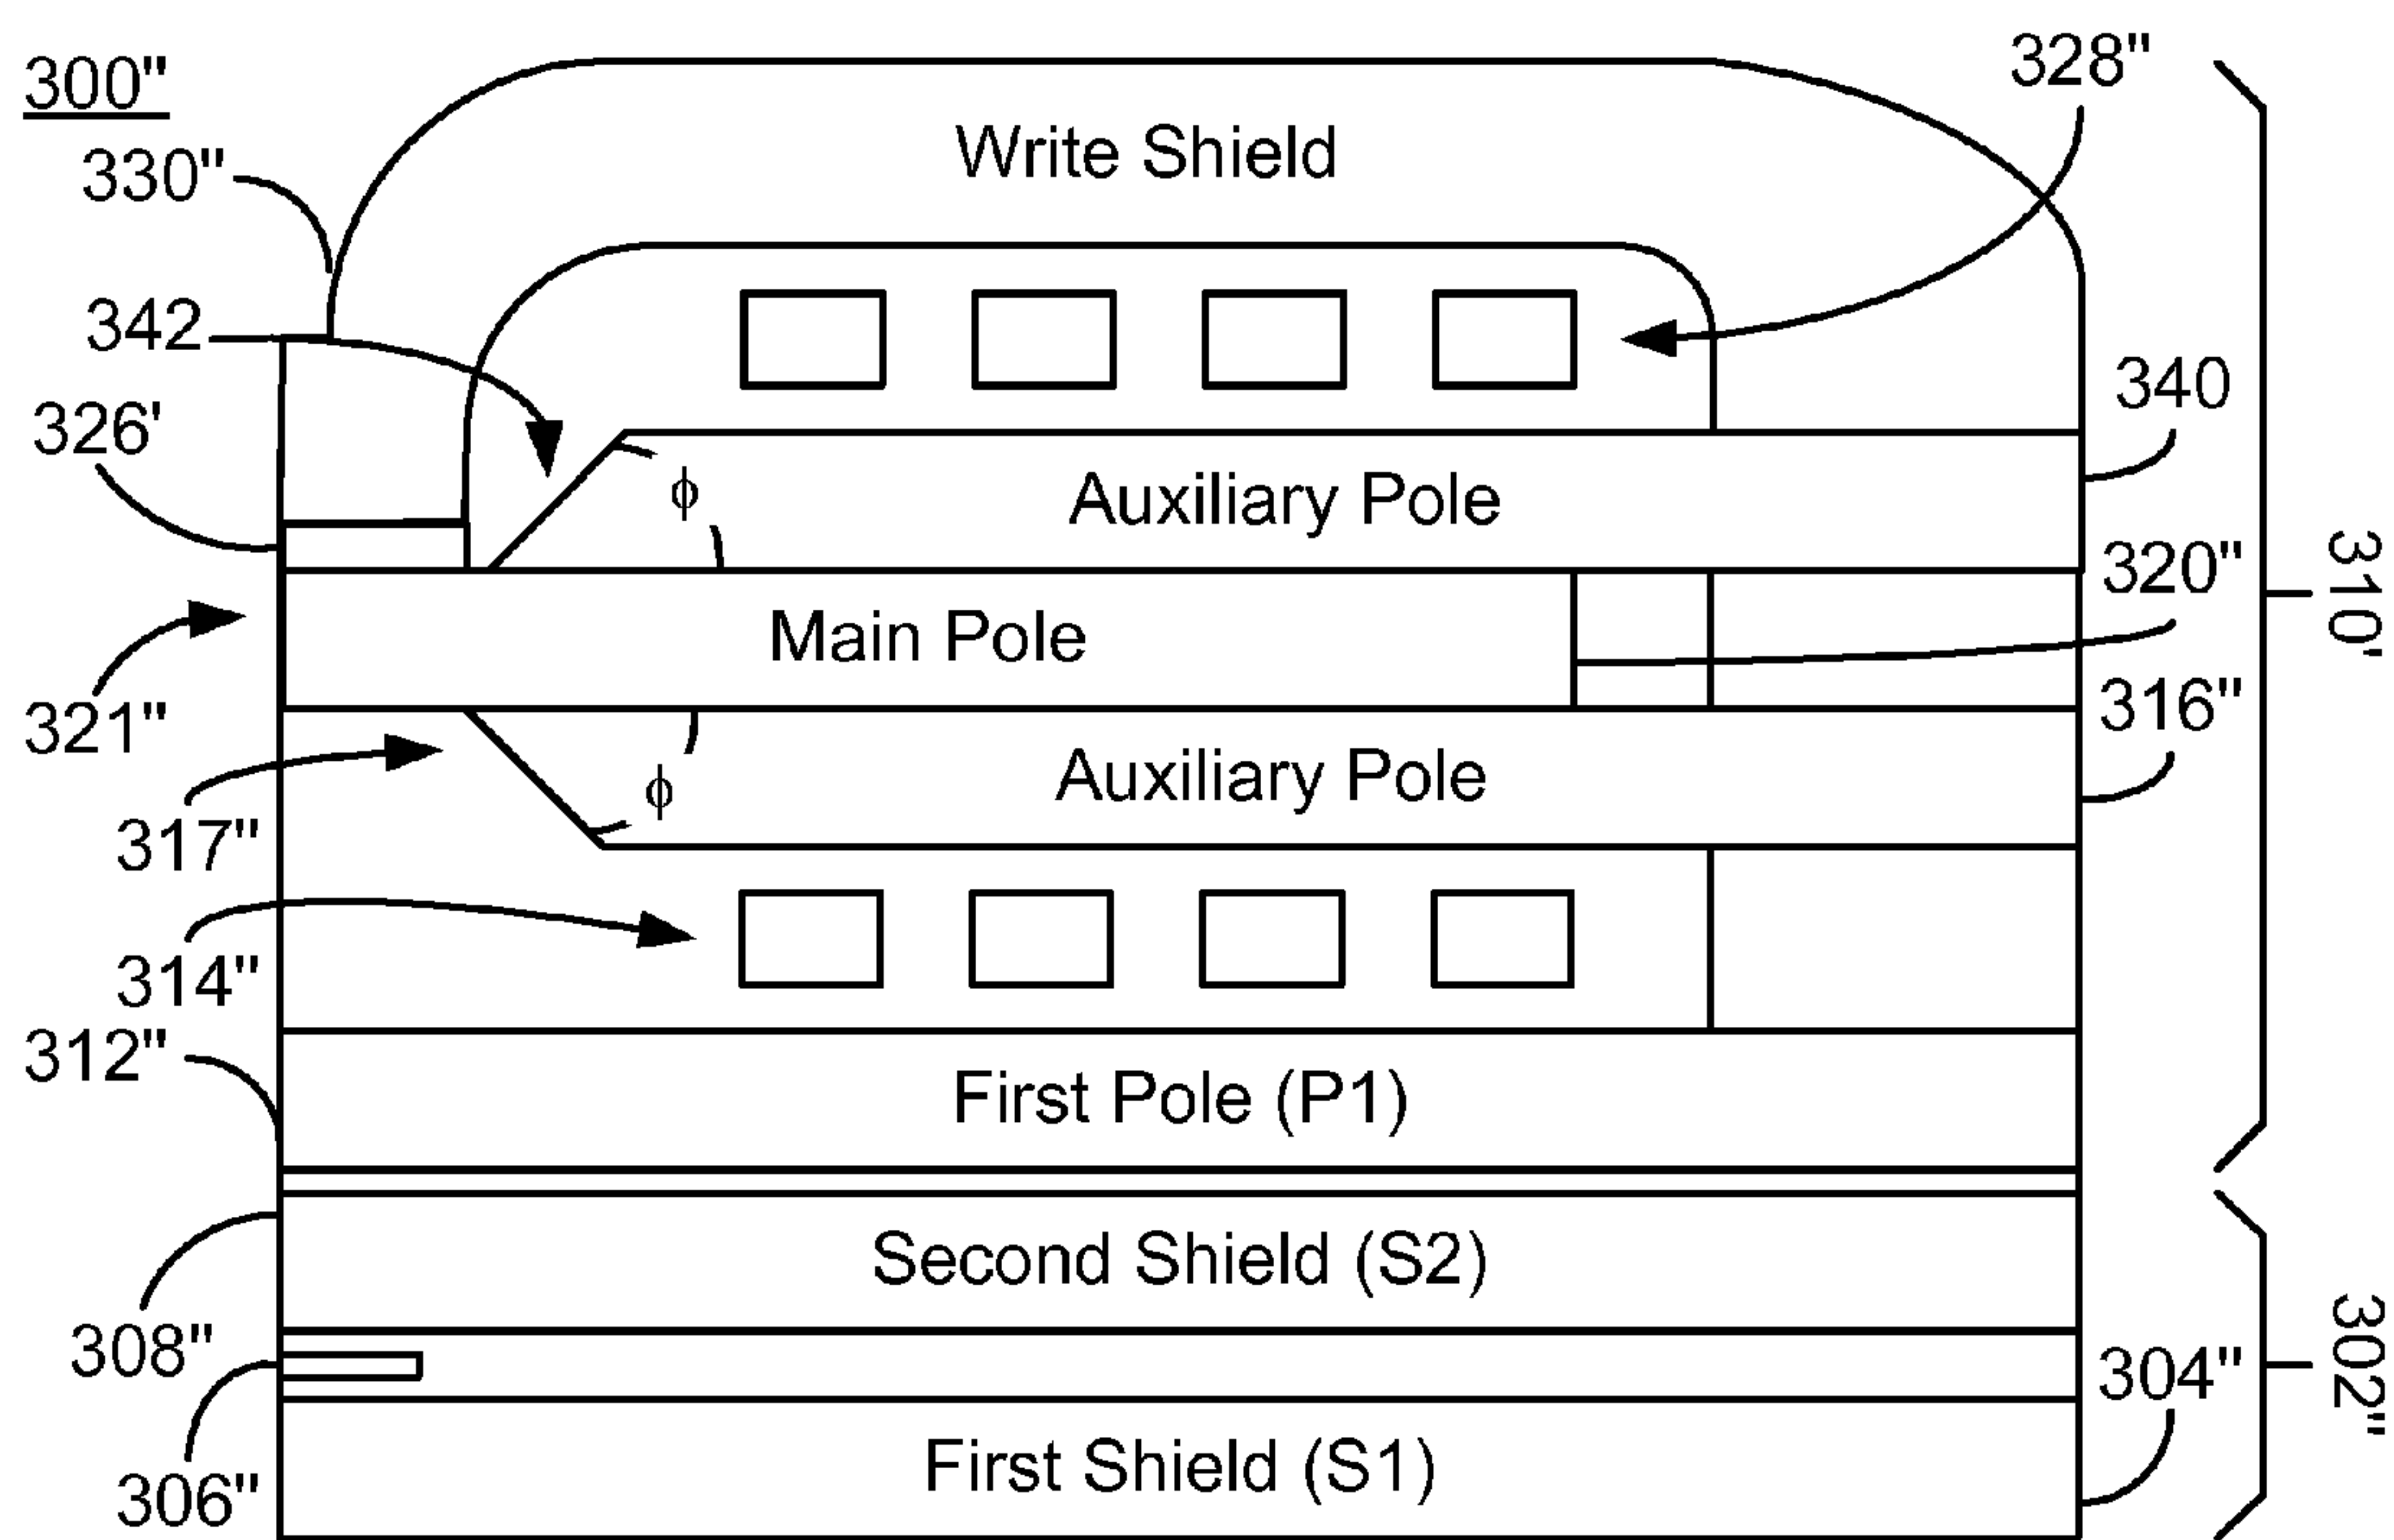 300"
328"
330"
Write Shield
342
340
326'
Auxiliary Pole
ϕ
320"
310'
Main Pole
321"
316"
Auxiliary Pole
ϕ
317"
314"
312"
First Pole (P1)
Second Shield (S2)
308"
302"
304"
First Shield (S1)
306"